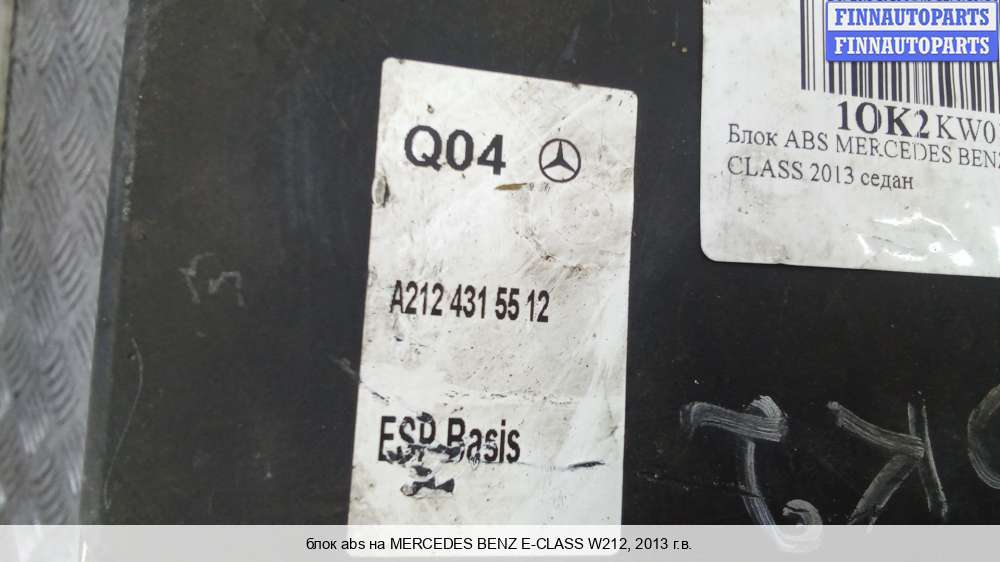 FINNAUTOPARTS
FINNAUTOPARTS
1OK2KW0
Блок ABS MERCEDES BENZ
CLASS 2013 седан
Q04
A212 431 55 12
ESP Basis
блок abs на MERCEDES BENZ E-CLASS W212, 2013 г.в.